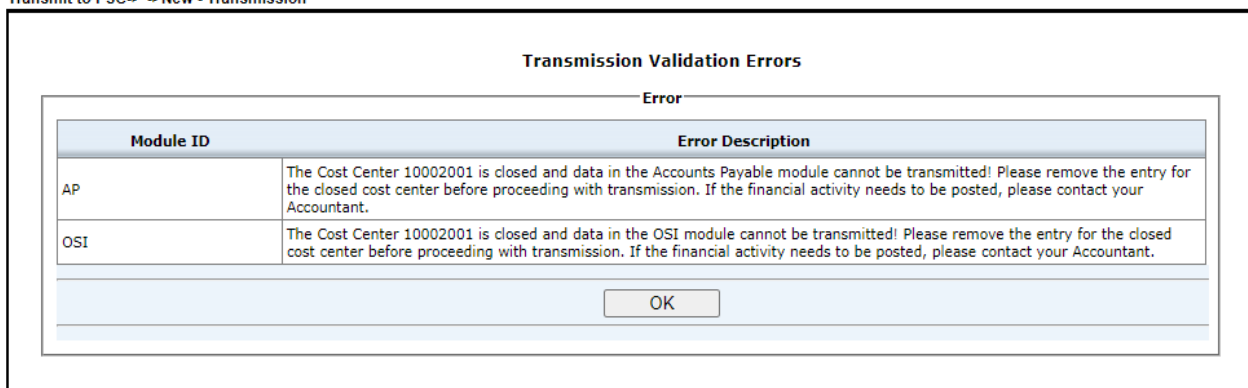 Transmission Validation Errors
Error
Module ID Error Description
AP
The Cost Center 10002001 is closed and data in the Accounts Payable module cannot be transmitted! Please remove the entry for
the closed cost center before proceeding with transmission. If the financial activity needs to be posted, please contact your
Accountant.
OSI
The Cost Center 10002001 is closed and data in the OSI module cannot be transmitted! Please remove the entry for the closed
cost center before proceeding with transmission. If the financial activity needs to be posted, please contact your Accountant.
OK